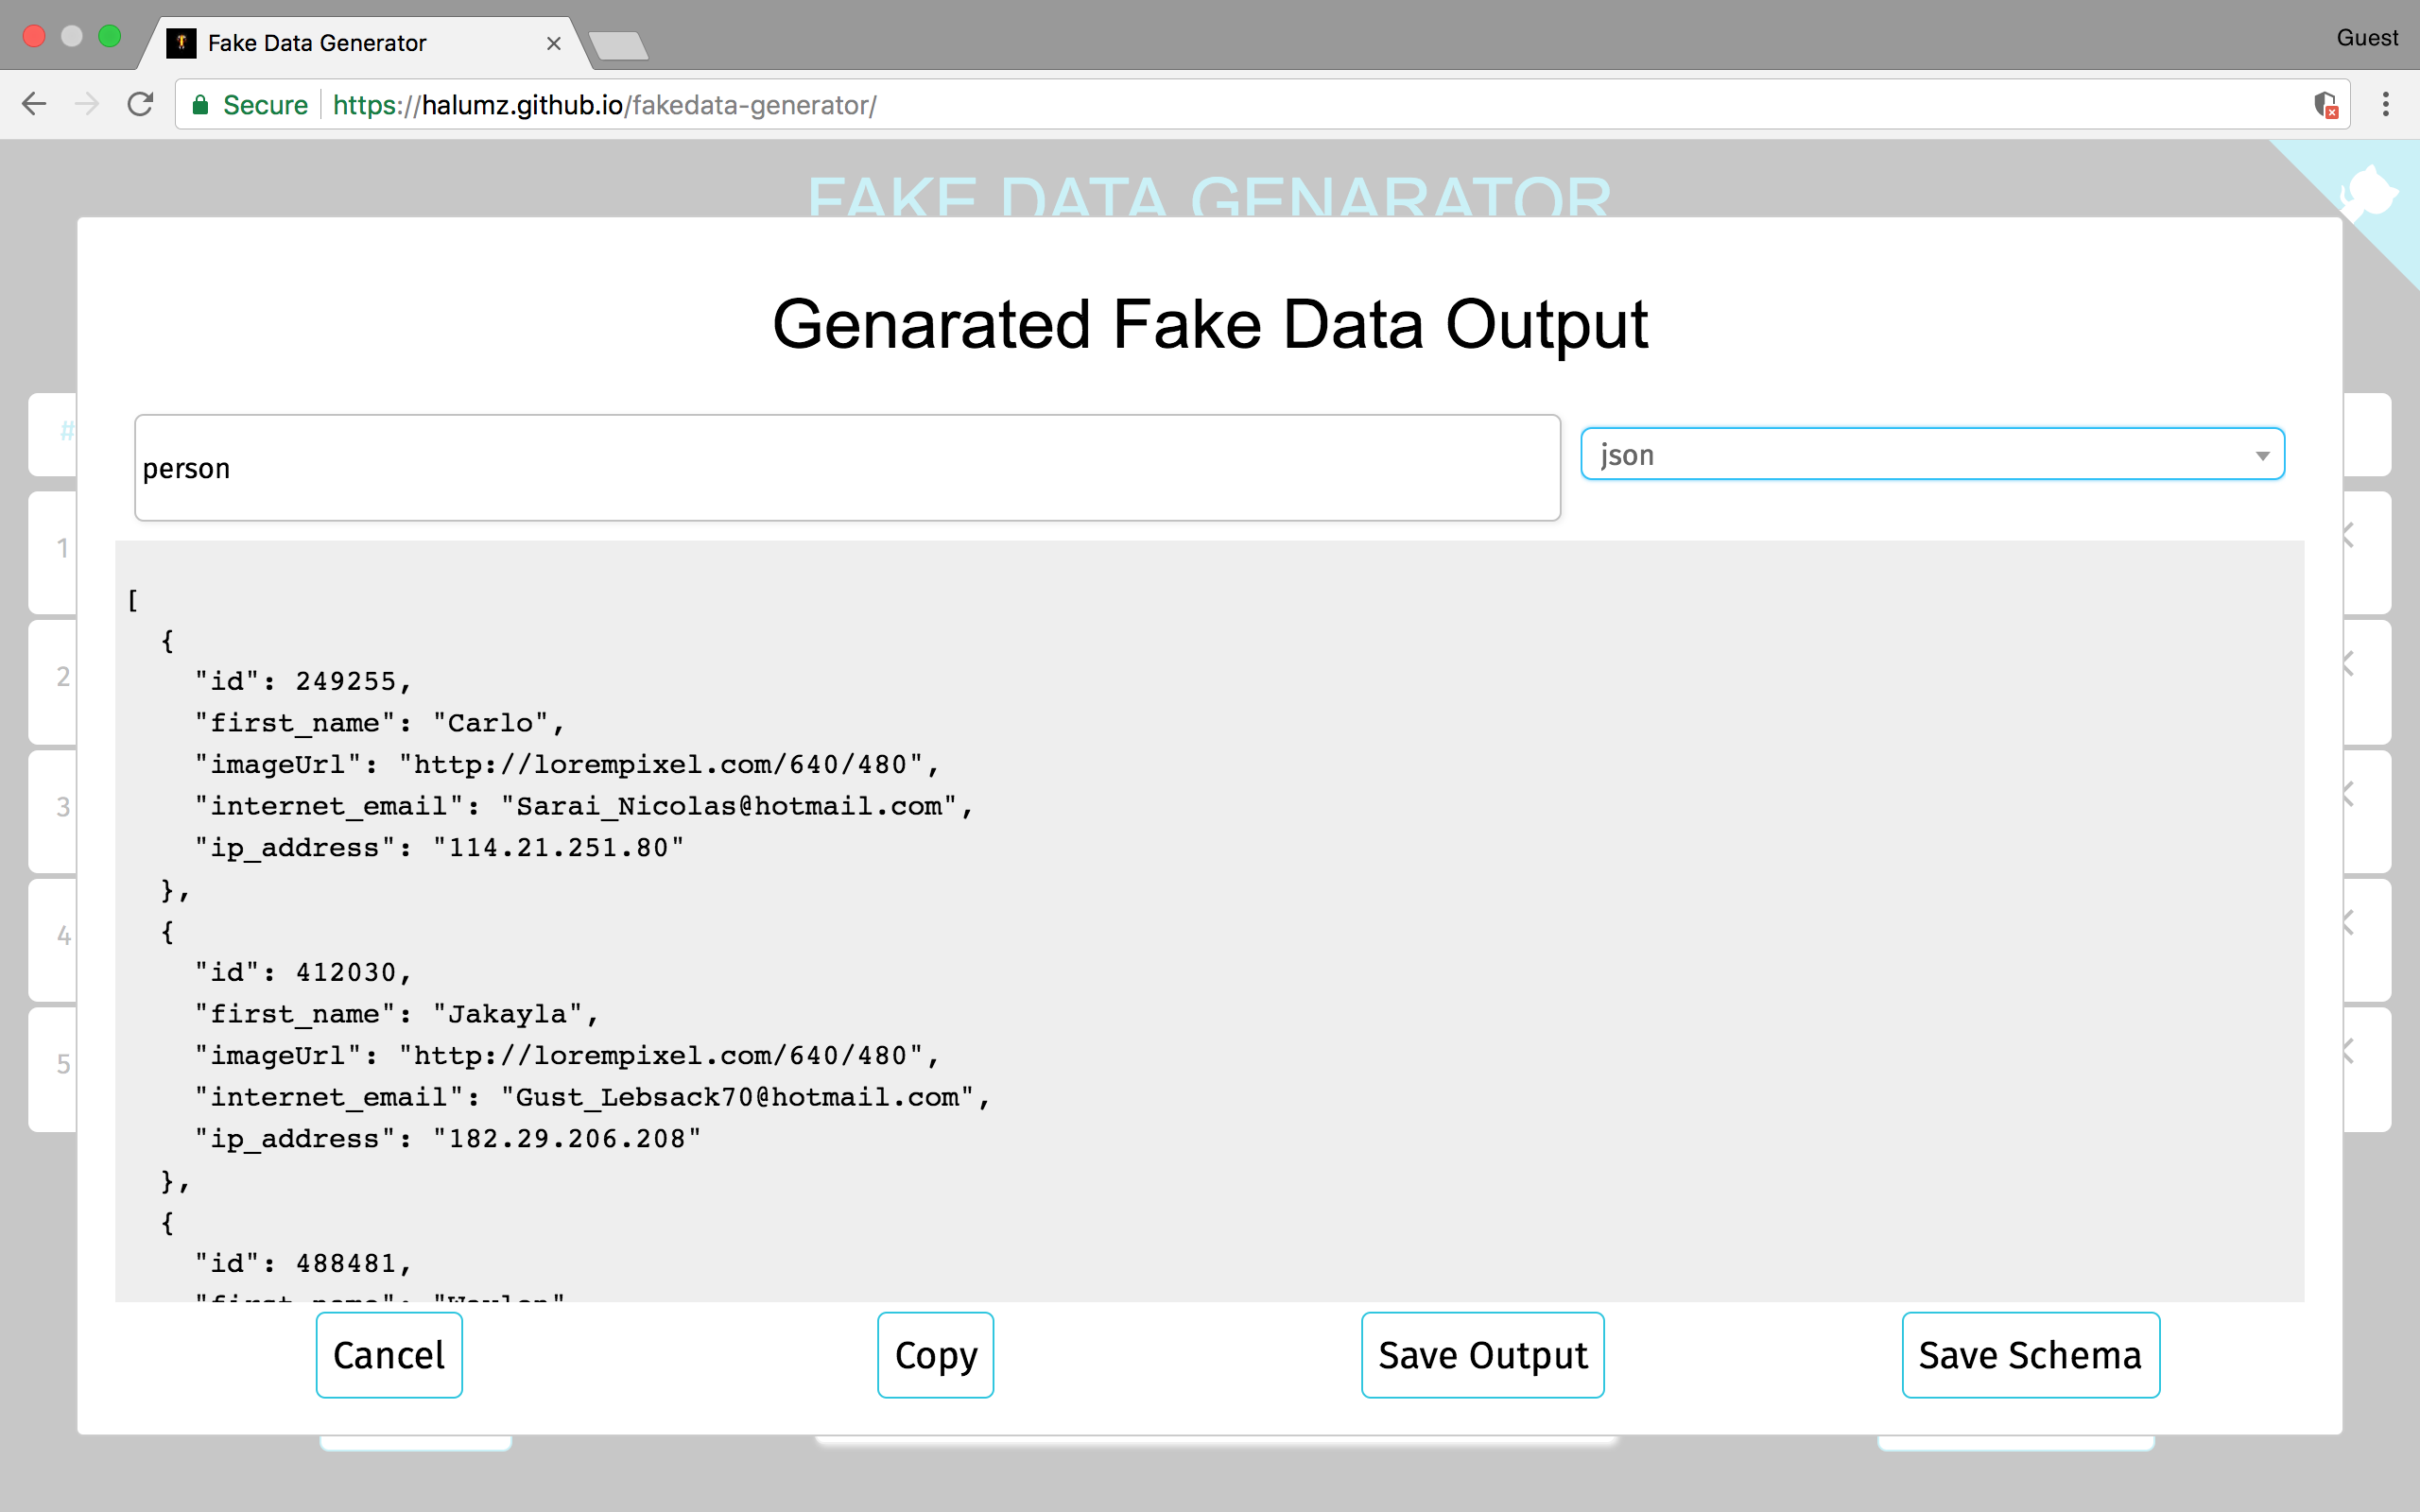 Fake Data Generator
Guest
Secure
https://halumz.github.io/fakedata-generator/
FAKE DATA GENARATOR
Genarated Fake Data Output
person
json
#
1
2
3
4
5
[
{
"id": 249255,
"first_name": "Carlo",
"imageUrl": "http://lorempixel.com/640/480",
"internet_email": "Sarai_Nicolas@hotmail.com",
"ip_address": "114.21.251.80"
},
{
"id": 412030,
"first_name": "Jakayla",
"imageUrl": "http://lorempixel.com/640/480",
"internet_email": "Gust_Lebsack70@hotmail.com",
"ip_address": "182.29.206.208"
},
{
"id": 488481,
"first_name":
Cancel
Copy
Save Output
Save Schema